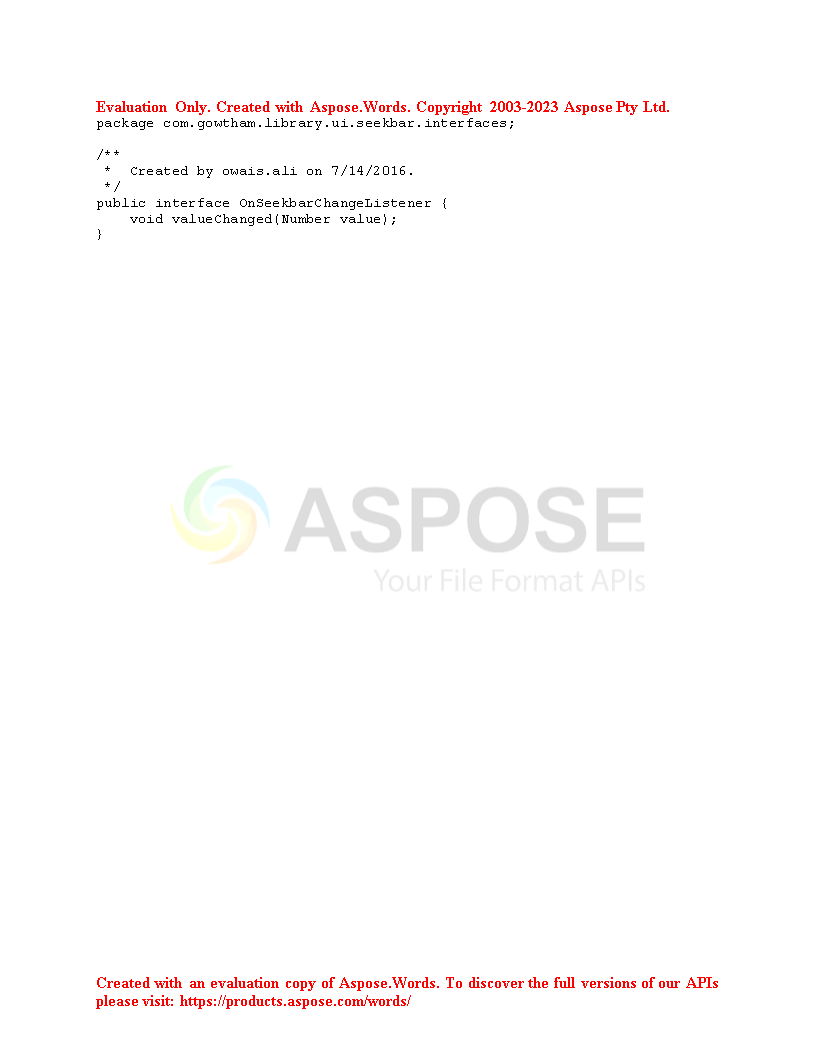 Evaluation Only. Created with Aspose.Words. Copyright 2003-2023 Aspose Pty Ltd.
package com.gowtham.library.ui.seekbar.interfaces;

/**
 *  Created by owais.ali on 7/14/2016.
 */
public interface OnSeekbarChangeListener {
    void valueChanged(Number value);
}
ASPOSE
Your File Format APIs
Created with an evaluation copy of Aspose.Words. To discover the full versions of our APIs
please visit: https://products.aspose.com/words/